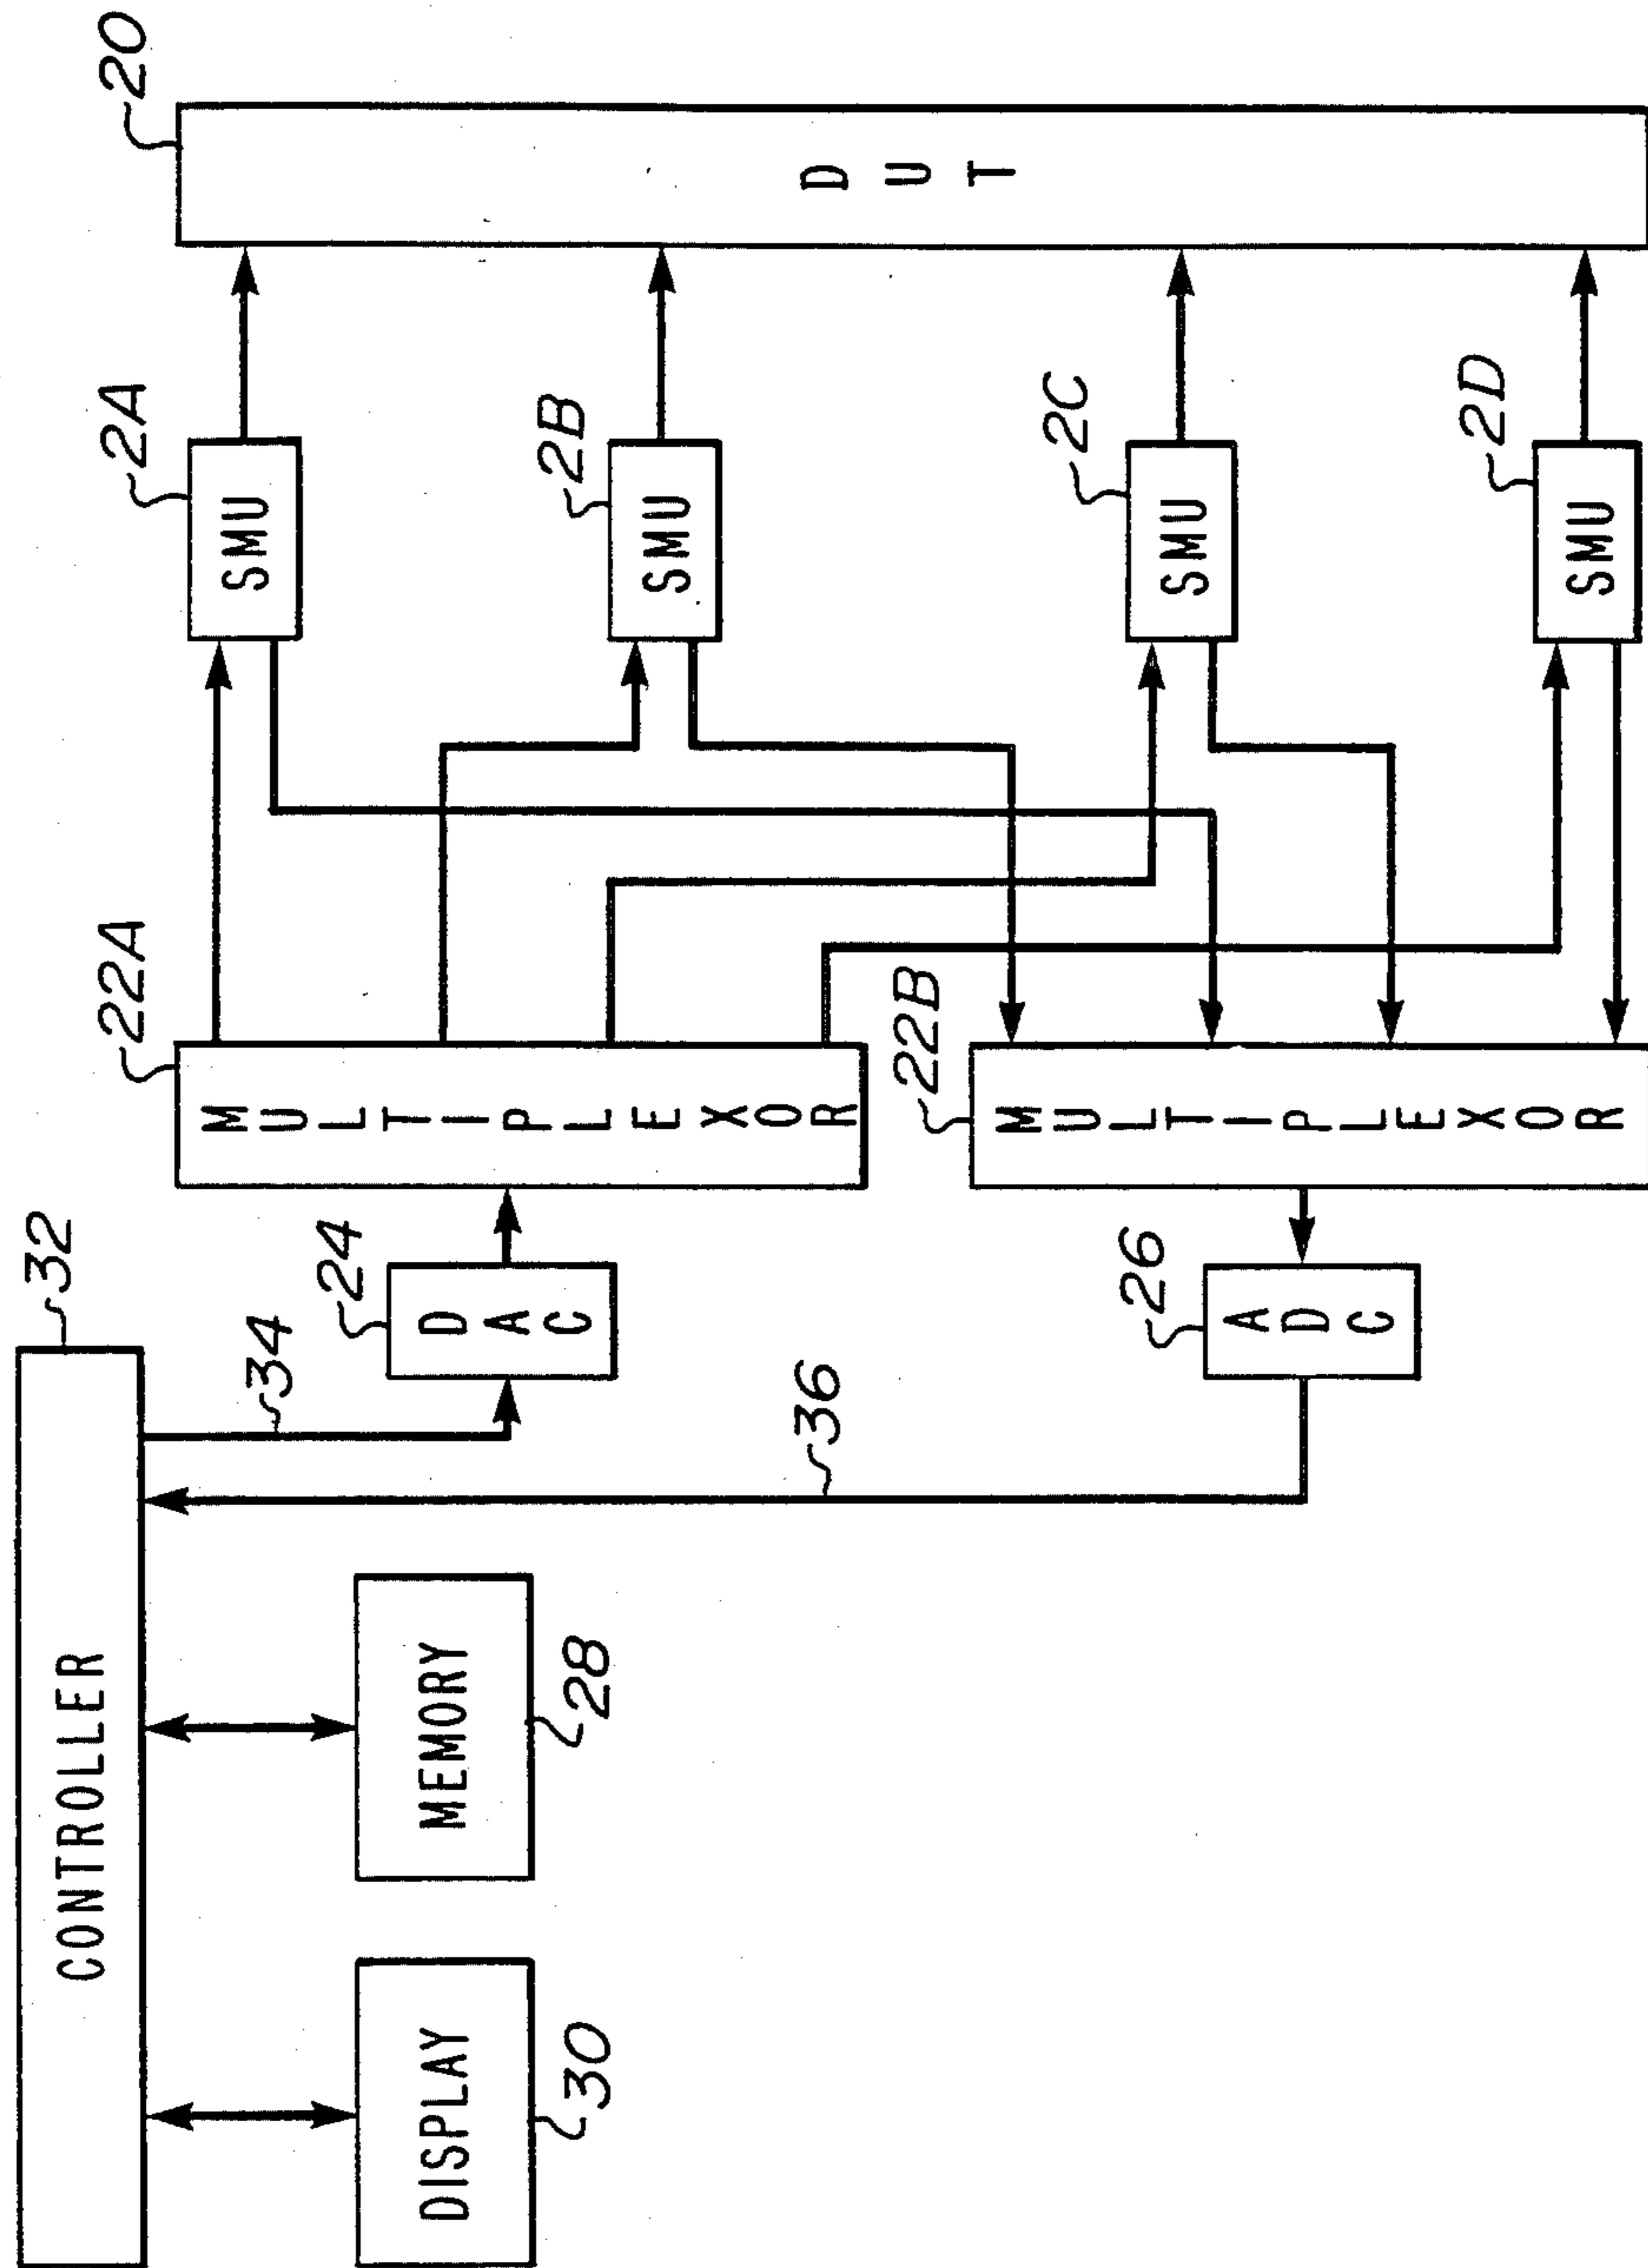 CONTROLLER
32
34
36
DISPLAY
30
MEMORY
28
DAC
24
ADC
26
MULTIPLEXOR
22A
MULTIPLEXOR
22B
SMU
2A
SMU
2B
SMU
2C
SMU
2D
DUT
20